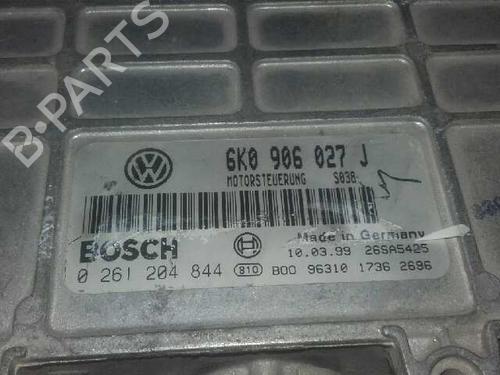 B-PARTS
6K0 906 027 J
MOTORSTEUERUNG S038
BOSCH
Made in Germany
10.03.99 26SA5425
0 261 204 844 810 B00 96310 1736 2696